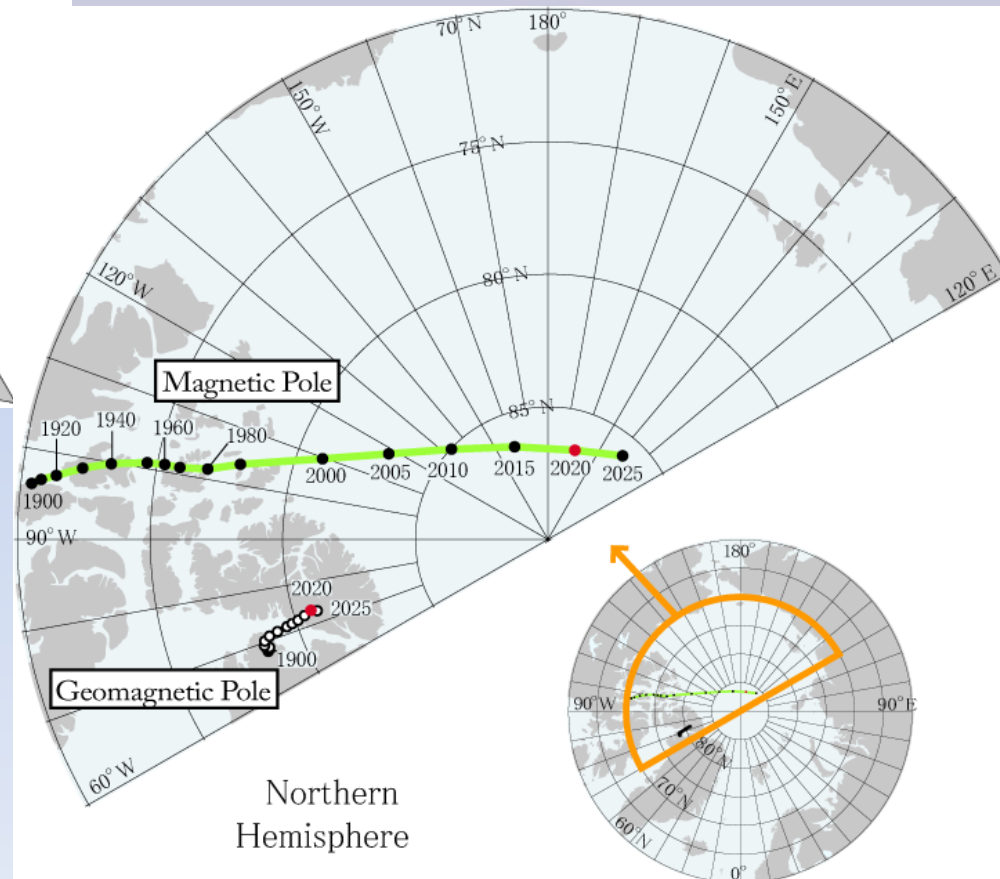 70° N
180°
150° W
150° E
75° N
120° W
80° N
120° E
Magnetic Pole
85° N
1920
1940
1960
1980
1900
2000
2005
2010
2015
2020
2025
90° W
2020
2025
1900
Geomagnetic Pole
60° W
Northern
Hemisphere
180°
90°W
90°E
80°N
70°N
60°N
0°